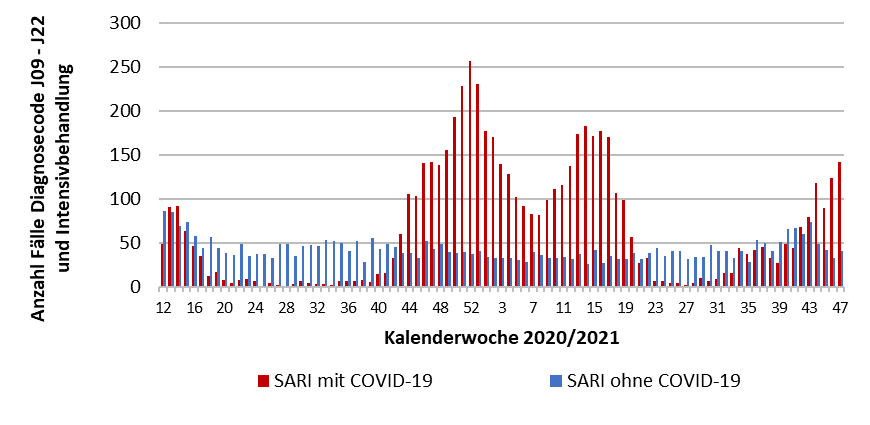 Anzahl Fälle Diagnosecode J09 - J22
und Intensivbehandlung
300
250
200
150
100
50
0
12 16 20 24 28 32 36 40 44 48 52 3 7 11 15 19 23 27 31 35 39 43 47
Kalenderwoche 2020/2021
SARI mit COVID-19 SARI ohne COVID-19